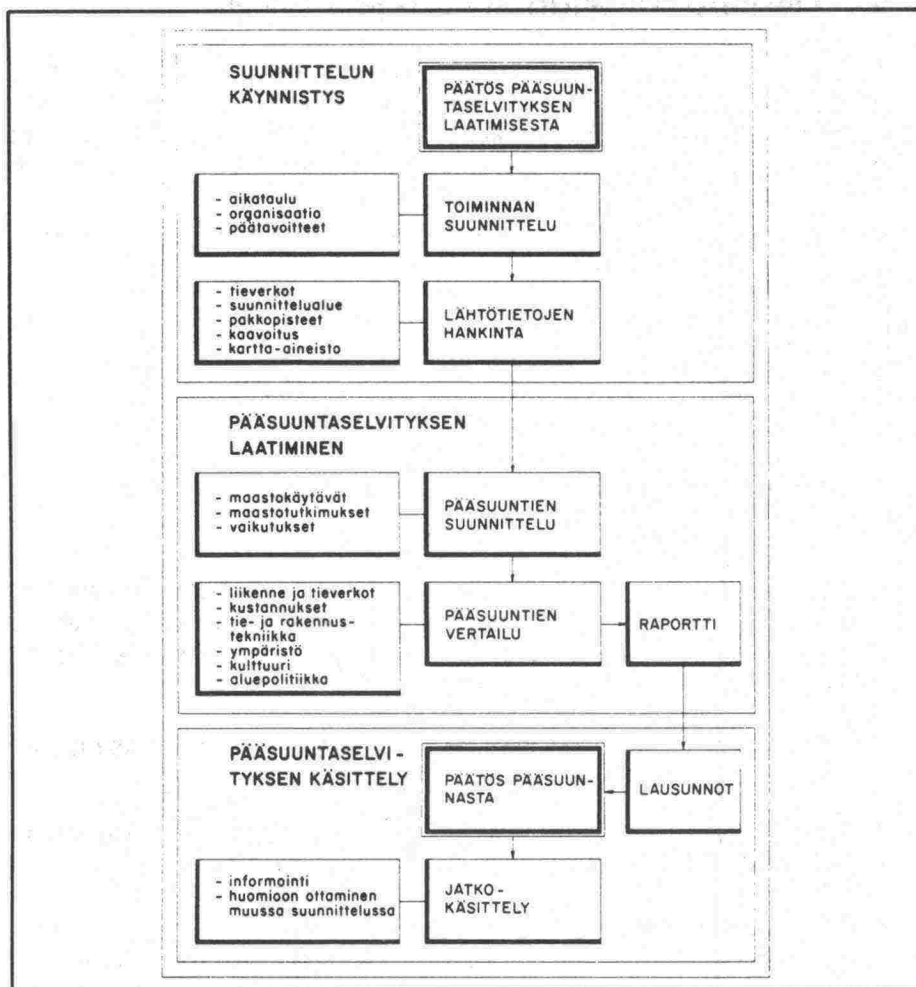 SUUNNITTELUN
KÄYNNISTYS
PÄÄTÖS PÄÄSUUN-
TASELVITYKSEN
LAATIMISESTA
- aikataulu
- organisaatio
- päätavoitteet
TOIMINNAN
SUUNNITTELU
- tieverkot
- suunnittelualue
- pakkopisteet
- kaavoitus
- kartta-aineisto
LÄHTÖTIETOJEN
HANKINTA
PÄÄSUUNTASELVITYKSEN
LAATIMINEN
- maastokäytävät
- maastotutkimukset
- vaikutukset
PÄÄSUUNTIEN
SUUNNITTELU
- liikenne ja tieverkot
- kustannukset
- tie- ja rakennus-
tekniikka
- ympäristö
- kulttuuri
- aluepolitiikka
PÄÄSUUNTIEN
VERTAILU
RAPORTTI
PÄÄSUUNTASELVI-
TYKSEN KÄSITTELY
PÄÄTÖS PÄÄSUUN-
NASTA
LAUSUNNOT
- informointi
- huomioon ottaminen
muussa suunnittelussa
JATKO-
KÄSITTELY